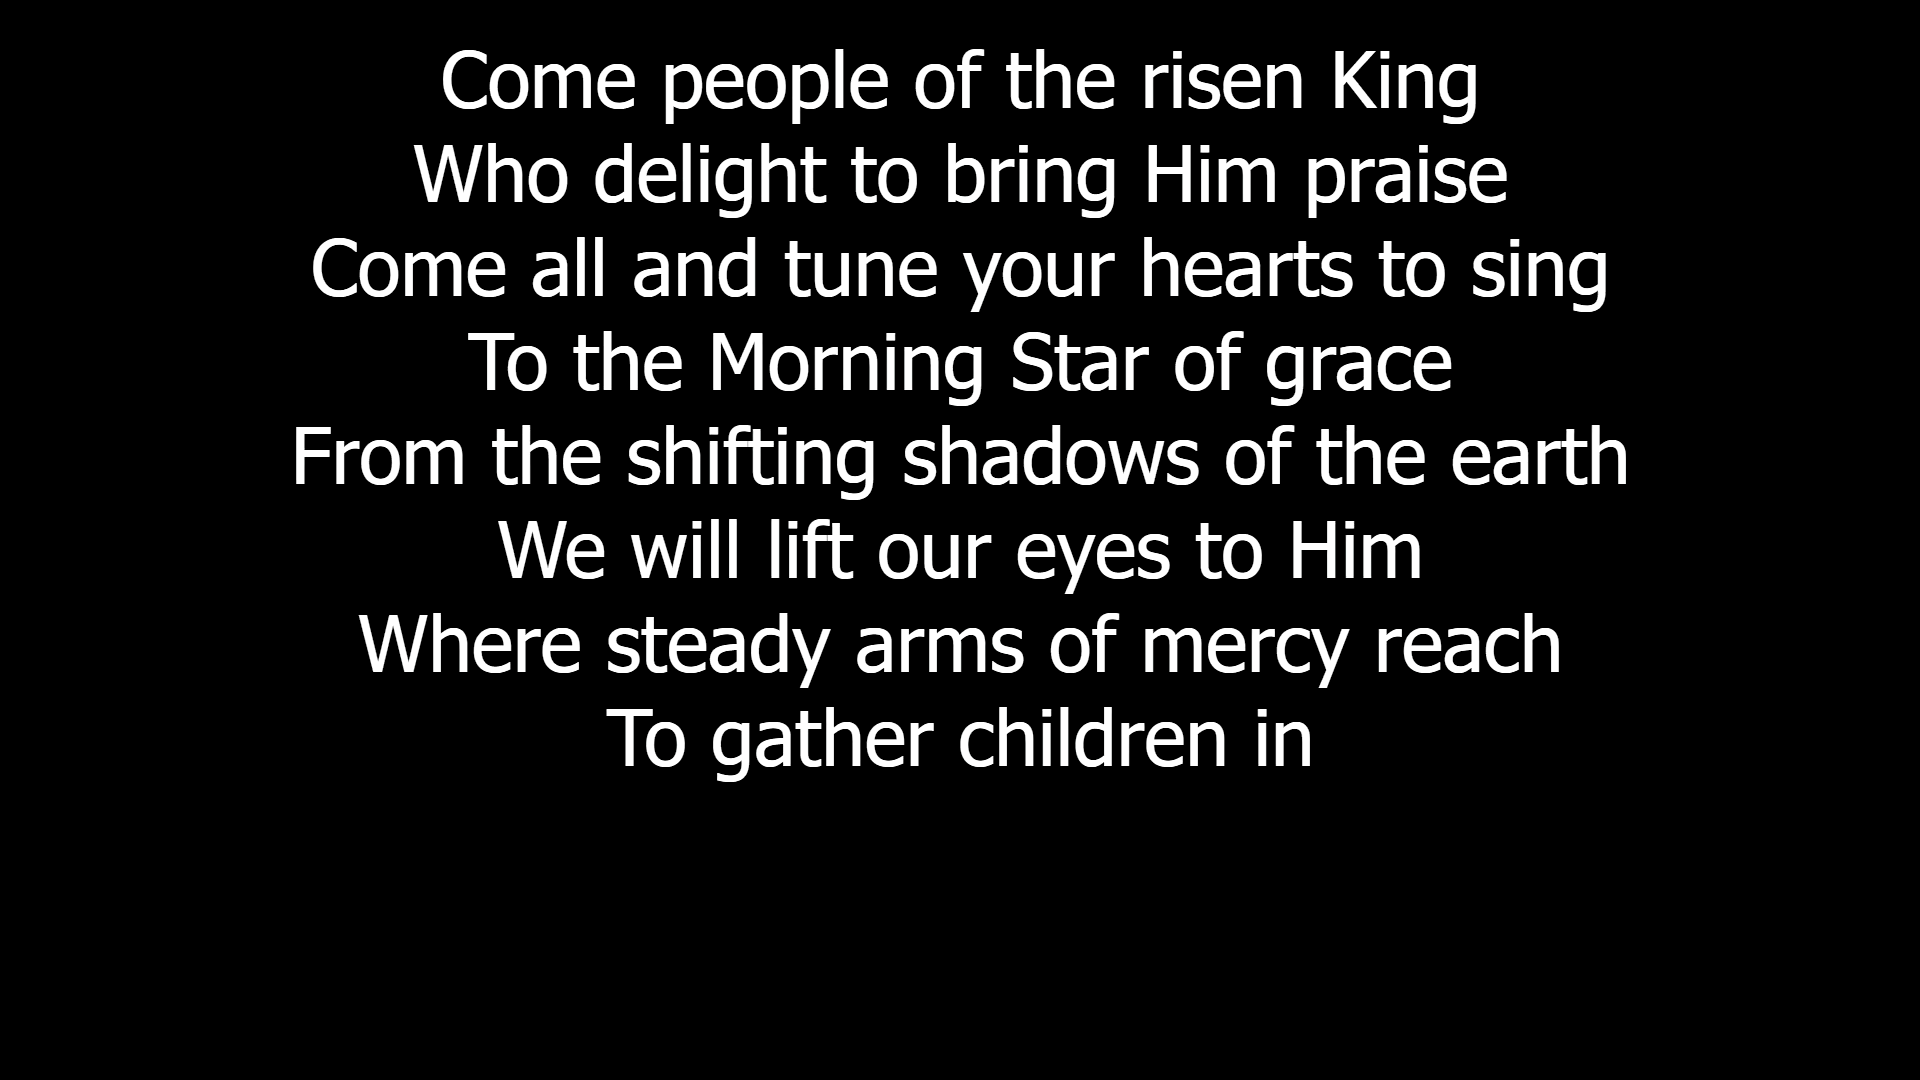 Come people of the risen King
Who delight to bring Him praise
Come all and tune your hearts to sing
To the Morning Star of grace
From the shifting shadows of the earth
We will lift our eyes to Him
Where steady arms of mercy reach
To gather children in